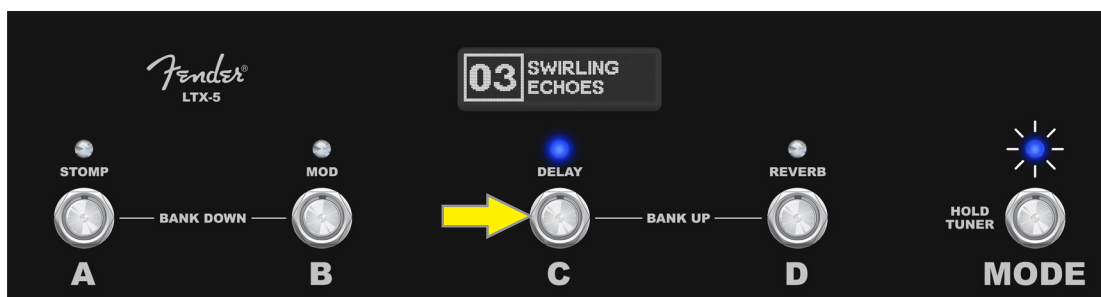 Fender®
LTX-5
03 SWIRLING
ECHOES
STOMP
MOD
DELAY
REVERB
BANK DOWN
BANK UP
HOLD
TUNER
A
B
C
D
MODE